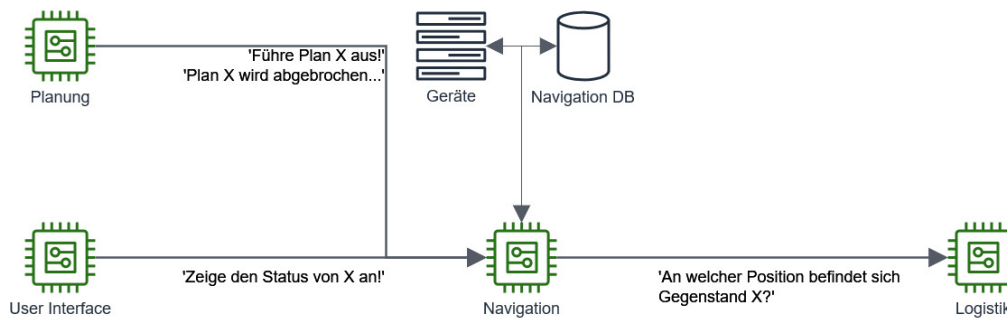 'Führe Plan X aus!'
'Plan X wird abgebrochen...'
Planung
Geräte
Navigation DB
'Zeige den Status von X an!'
'An welcher Position befindet sich
Gegenstand X?'
User Interface
Navigation
Logistik